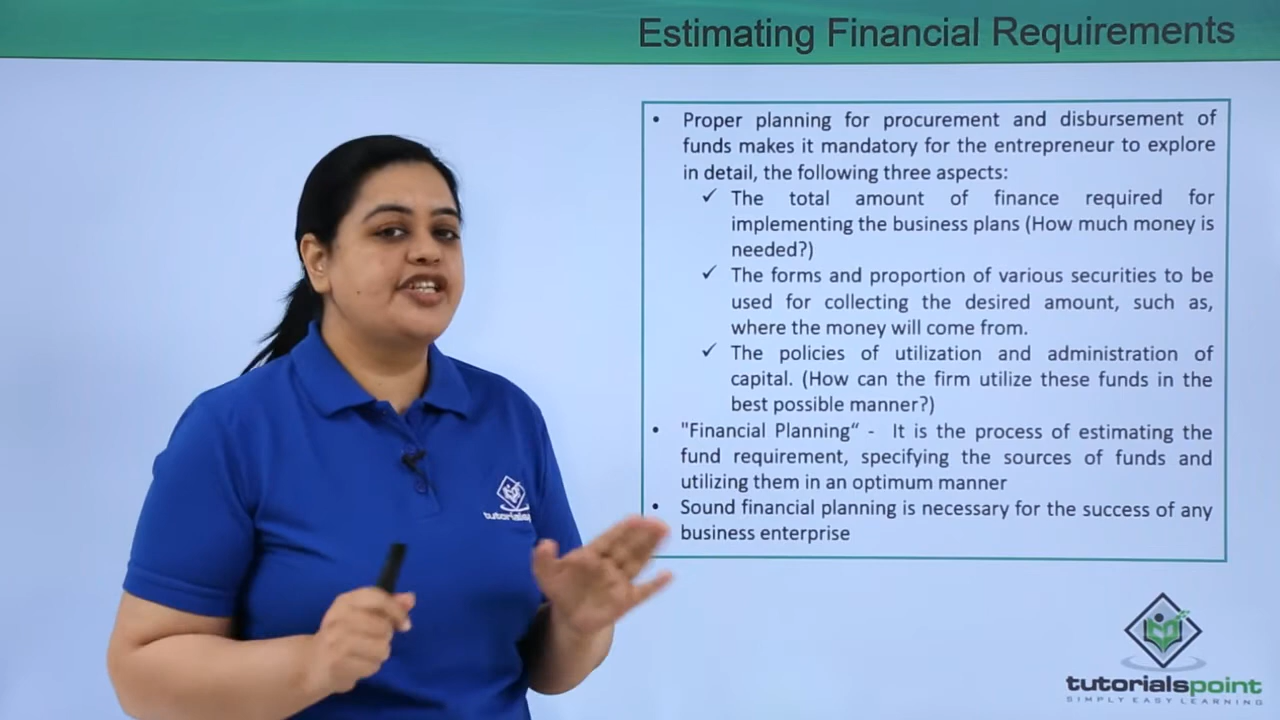 Estimating Financial Requirements
• Proper planning for procurement and disbursement of
funds makes it mandatory for the entrepreneur to explore
in detail, the following three aspects:
✓ The total amount of finance required for
implementing the business plans (How much money is
needed?)
✓ The forms and proportion of various securities to be
used for collecting the desired amount, such as,
where the money will come from.
✓ The policies of utilization and administration of
capital. (How can the firm utilize these funds in the
best possible manner?)
• "Financial Planning“ - It is the process of estimating the
fund requirement, specifying the sources of funds and
utilizing them in an optimum manner
• Sound financial planning is necessary for the success of any
business enterprise
tutorialspoint
SIMPLY EASY LEARNING